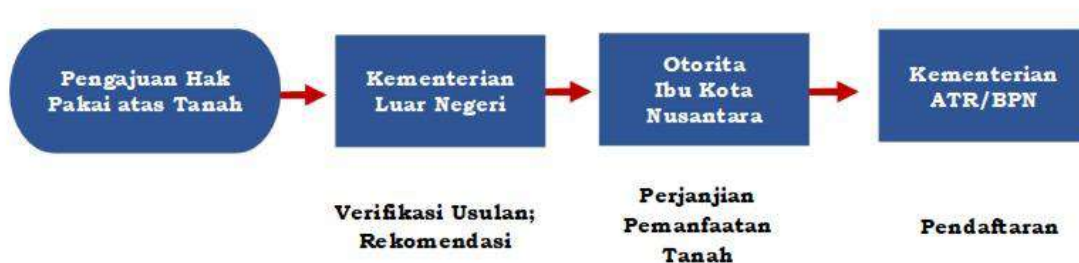 Pengajuan Hak
Pakai atas Tanah
Kementerian
Luar Negeri
Otorita
Ibu Kota
Nusantara
Kementerian
ATR/BPN
Verifikasi Usulan;
Rekomendasi
Perjanjian
Pemanfaatan
Tanah
Pendaftaran